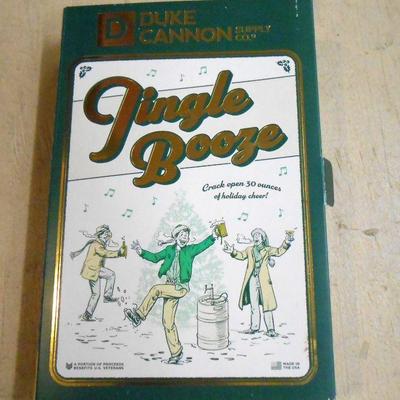 D
DUKE
CANNON SUPPLY CO.®
Jingle
Booze
Crack open 30 ounces
of holiday cheer!
A PORTION OF PROCEEDS
BENEFITS U.S. VETERANS
MADE IN
THE USA